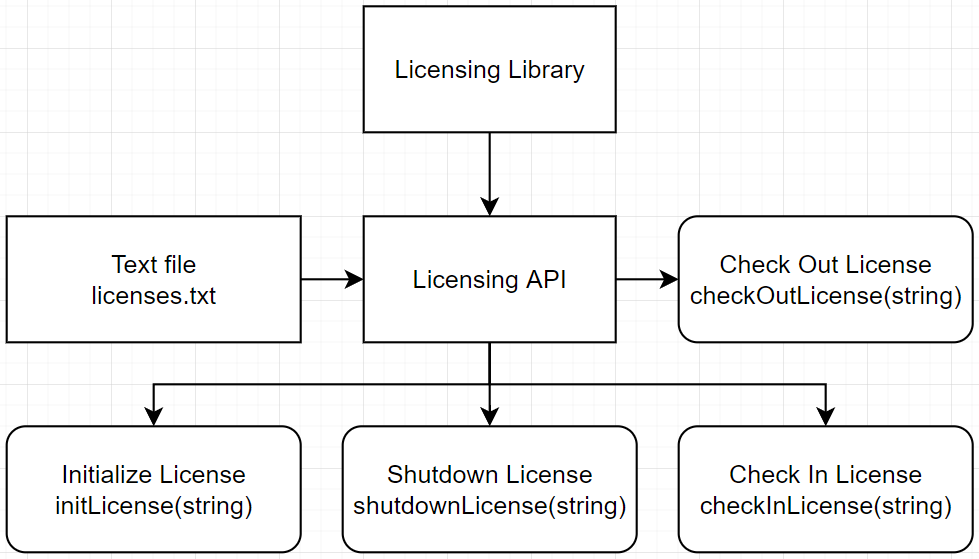 Licensing Library
Text file
licenses.txt
Licensing API
Check Out License
checkOutLicense(string)
Initialize License
initLicense(string)
Shutdown License
shutdownLicense(string)
Check In License
checkInLicense(string)